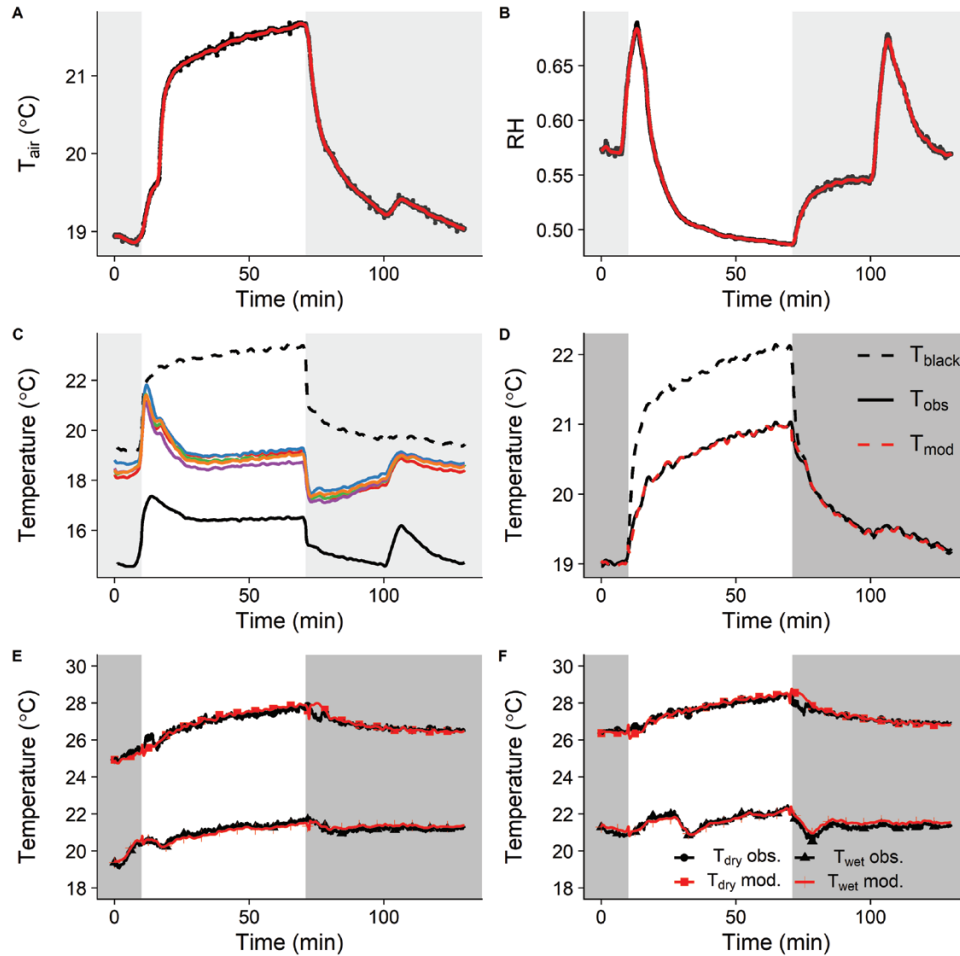 A
T_air (°C)
21
20
19
0
50
100
Time (min)
B
RH
0.65
0.60
0.55
0.50
0
50
100
Time (min)
C
Temperature (°C)
22
20
18
16
0
50
100
Time (min)
D
Temperature (°C)
22
21
20
19
0
50
100
Time (min)
T_black
T_obs
T_mod
E
Temperature (°C)
30
28
26
24
22
20
18
0
50
100
Time (min)
F
Temperature (°C)
30
28
26
24
22
20
18
0
50
100
Time (min)
T_dry obs. T_wet obs.
T_dry mod. T_wet mod.